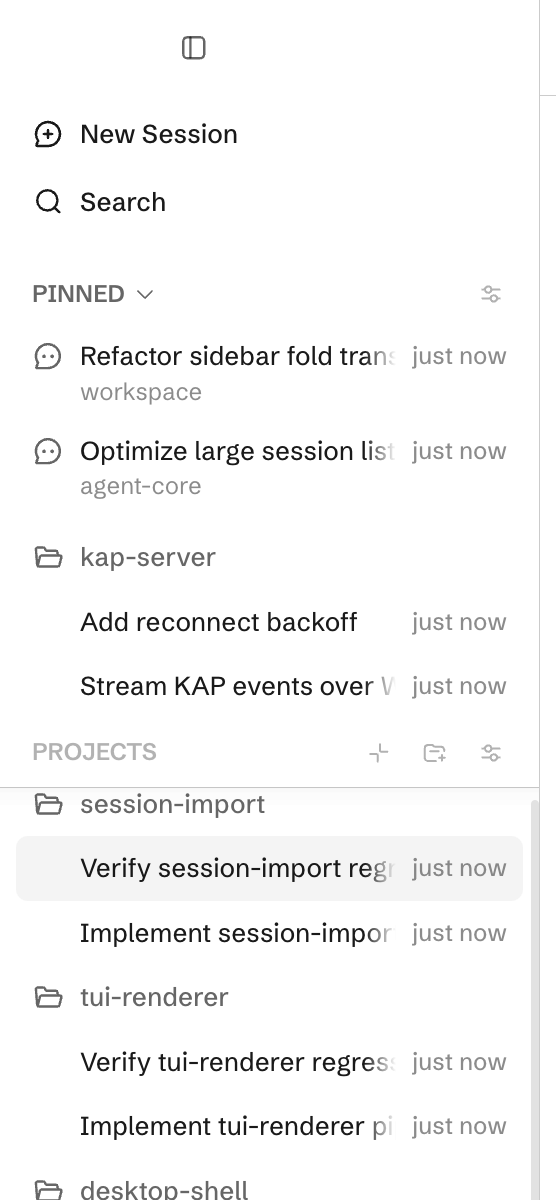 New Session
Search
PINNED
Refactor sidebar fold trans just now
workspace
Optimize large session list just now
agent-core
kap-server
Add reconnect backoff just now
Stream KAP events over W just now
PROJECTS
session-import
Verify session-import regr just now
Implement session-impor just now
tui-renderer
Verify tui-renderer regress just now
Implement tui-renderer pi just now
desktop-shell